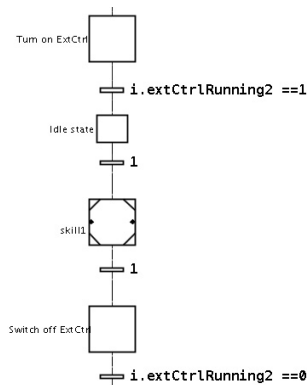 Turn on ExtCtrl
i.extCtrlRunning2 ==1
Idle state
1
skill1
1
Switch off ExtCtrl
i.extCtrlRunning2 ==0